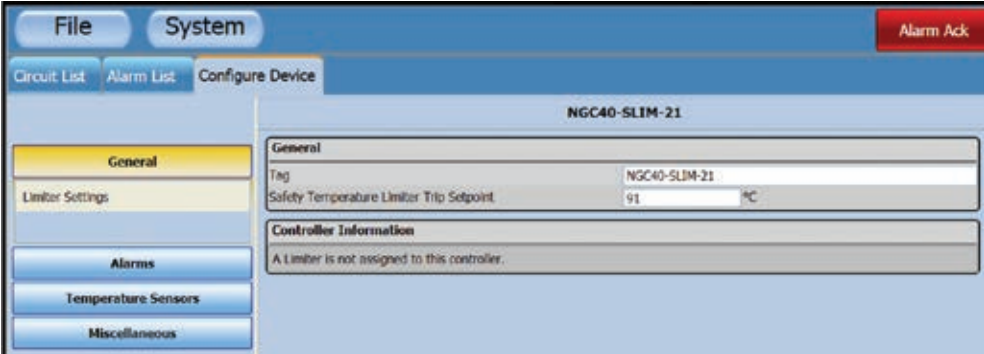 File System Alarm Ack
Circuit List Alarm List Configure Device
NGC40-SLIM-21
General
Limiter Settings
Alarms
Temperature Sensors
Miscellaneous
General
Tag NGC40-SLIM-21
Safety Temperature Limiter Trip Setpoint 91 °C
Controller Information
A Limiter is not assigned to this controller.